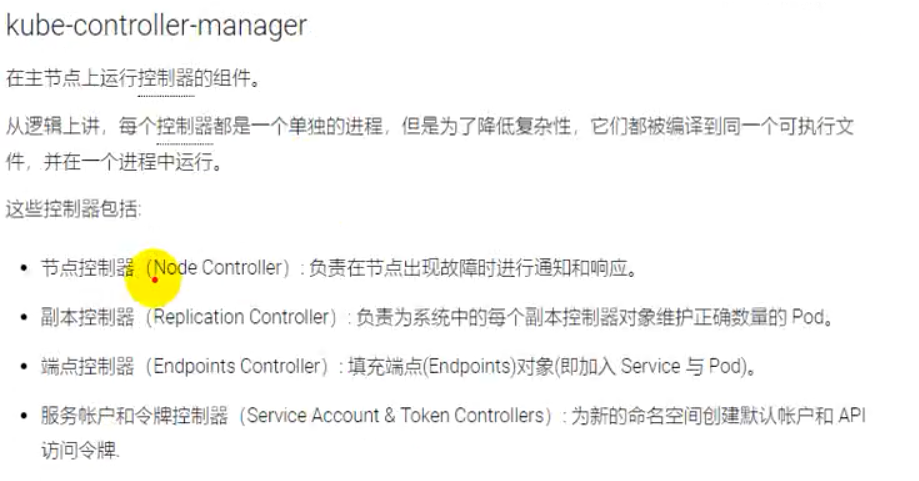 kube-controller-manager
在主节点上运行控制器的组件。
从逻辑上讲，每个控制器都是一个单独的进程，但是为了降低复杂性，它们都被编译到同一个可执行文
件，并在一个进程中运行。
这些控制器包括:
• 节点控制器（Node Controller）: 负责在节点出现故障时进行通知和响应。
• 副本控制器（Replication Controller）: 负责为系统中的每个副本控制器对象维护正确数量的 Pod。
• 端点控制器（Endpoints Controller）: 填充端点(Endpoints)对象(即加入 Service 与 Pod)。
• 服务帐户和令牌控制器（Service Account & Token Controllers）: 为新的命名空间创建默认帐户和 API
访问令牌.